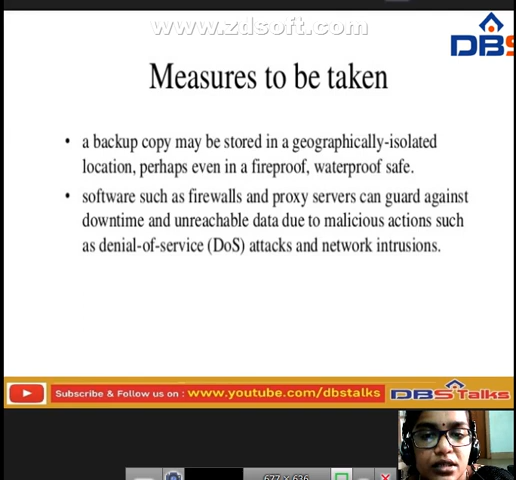 www.zdsoft.com
DBS
Measures to be taken
• a backup copy may be stored in a geographically-isolated
location, perhaps even in a fireproof, waterproof safe.
• software such as firewalls and proxy servers can guard against
downtime and unreachable data due to malicious actions such
as denial-of-service (DoS) attacks and network intrusions.
Subscribe & Follow us on : www.youtube.com/dbstalks
DBS Talks
677 × 636